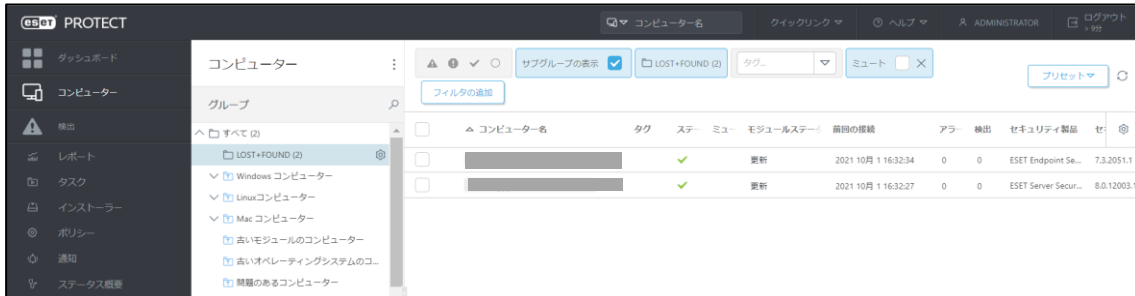 eset PROTECT
コンピューター名
クイックリンク
ヘルプ
ADMINISTRATOR
ログアウト
> 9分
ダッシュボード
コンピューター
検出
レポート
タスク
インストーラー
ポリシー
通知
ステータス概要
コンピューター
グループ
すべて (2)
LOST+FOUND (2)
Windows コンピューター
Linuxコンピューター
Mac コンピューター
古いモジュールのコンピューター
古いオペレーティングシステムのコ...
問題のあるコンピューター
サブグループの表示
LOST+FOUND (2)
タグ...
ミュート
プリセット
フィルタの追加
コンピューター名 タグ ステー ミュー モジュールステー 前回の接続 アラー 検出 セキュリティ製品 セ
更新 2021 10月 1 16:32:34 0 0 ESET Endpoint Se... 7.3.2051.1
更新 2021 10月 1 16:32:27 0 0 ESET Server Secur... 8.0.12003.1